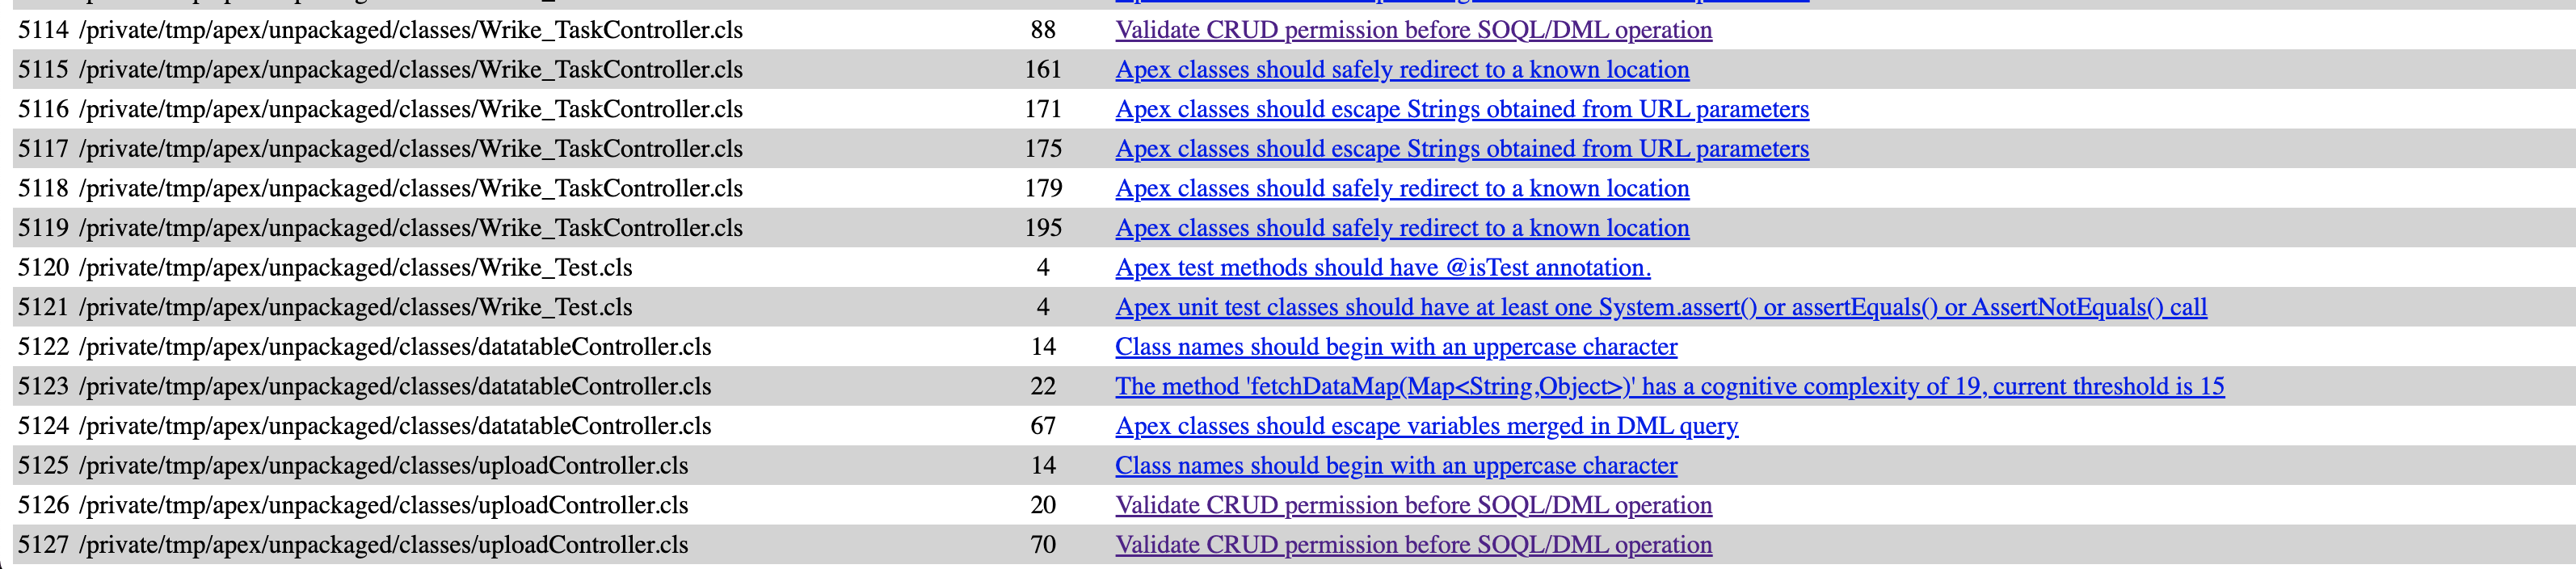 5114 /private/tmp/apex/unpackaged/classes/Wrike_TaskController.cls 88 Validate CRUD permission before SOQL/DML operation
5115 /private/tmp/apex/unpackaged/classes/Wrike_TaskController.cls 161 Apex classes should safely redirect to a known location
5116 /private/tmp/apex/unpackaged/classes/Wrike_TaskController.cls 171 Apex classes should escape Strings obtained from URL parameters
5117 /private/tmp/apex/unpackaged/classes/Wrike_TaskController.cls 175 Apex classes should escape Strings obtained from URL parameters
5118 /private/tmp/apex/unpackaged/classes/Wrike_TaskController.cls 179 Apex classes should safely redirect to a known location
5119 /private/tmp/apex/unpackaged/classes/Wrike_TaskController.cls 195 Apex classes should safely redirect to a known location
5120 /private/tmp/apex/unpackaged/classes/Wrike_Test.cls 4 Apex test methods should have @isTest annotation.
5121 /private/tmp/apex/unpackaged/classes/Wrike_Test.cls 4 Apex unit test classes should have at least one System.assert() or assertEquals() or AssertNotEquals() call
5122 /private/tmp/apex/unpackaged/classes/datatableController.cls 14 Class names should begin with an uppercase character
5123 /private/tmp/apex/unpackaged/classes/datatableController.cls 22 The method 'fetchDataMap(Map<String,Object>)' has a cognitive complexity of 19, current threshold is 15
5124 /private/tmp/apex/unpackaged/classes/datatableController.cls 67 Apex classes should escape variables merged in DML query
5125 /private/tmp/apex/unpackaged/classes/uploadController.cls 14 Class names should begin with an uppercase character
5126 /private/tmp/apex/unpackaged/classes/uploadController.cls 20 Validate CRUD permission before SOQL/DML operation
5127 /private/tmp/apex/unpackaged/classes/uploadController.cls 70 Validate CRUD permission before SOQL/DML operation